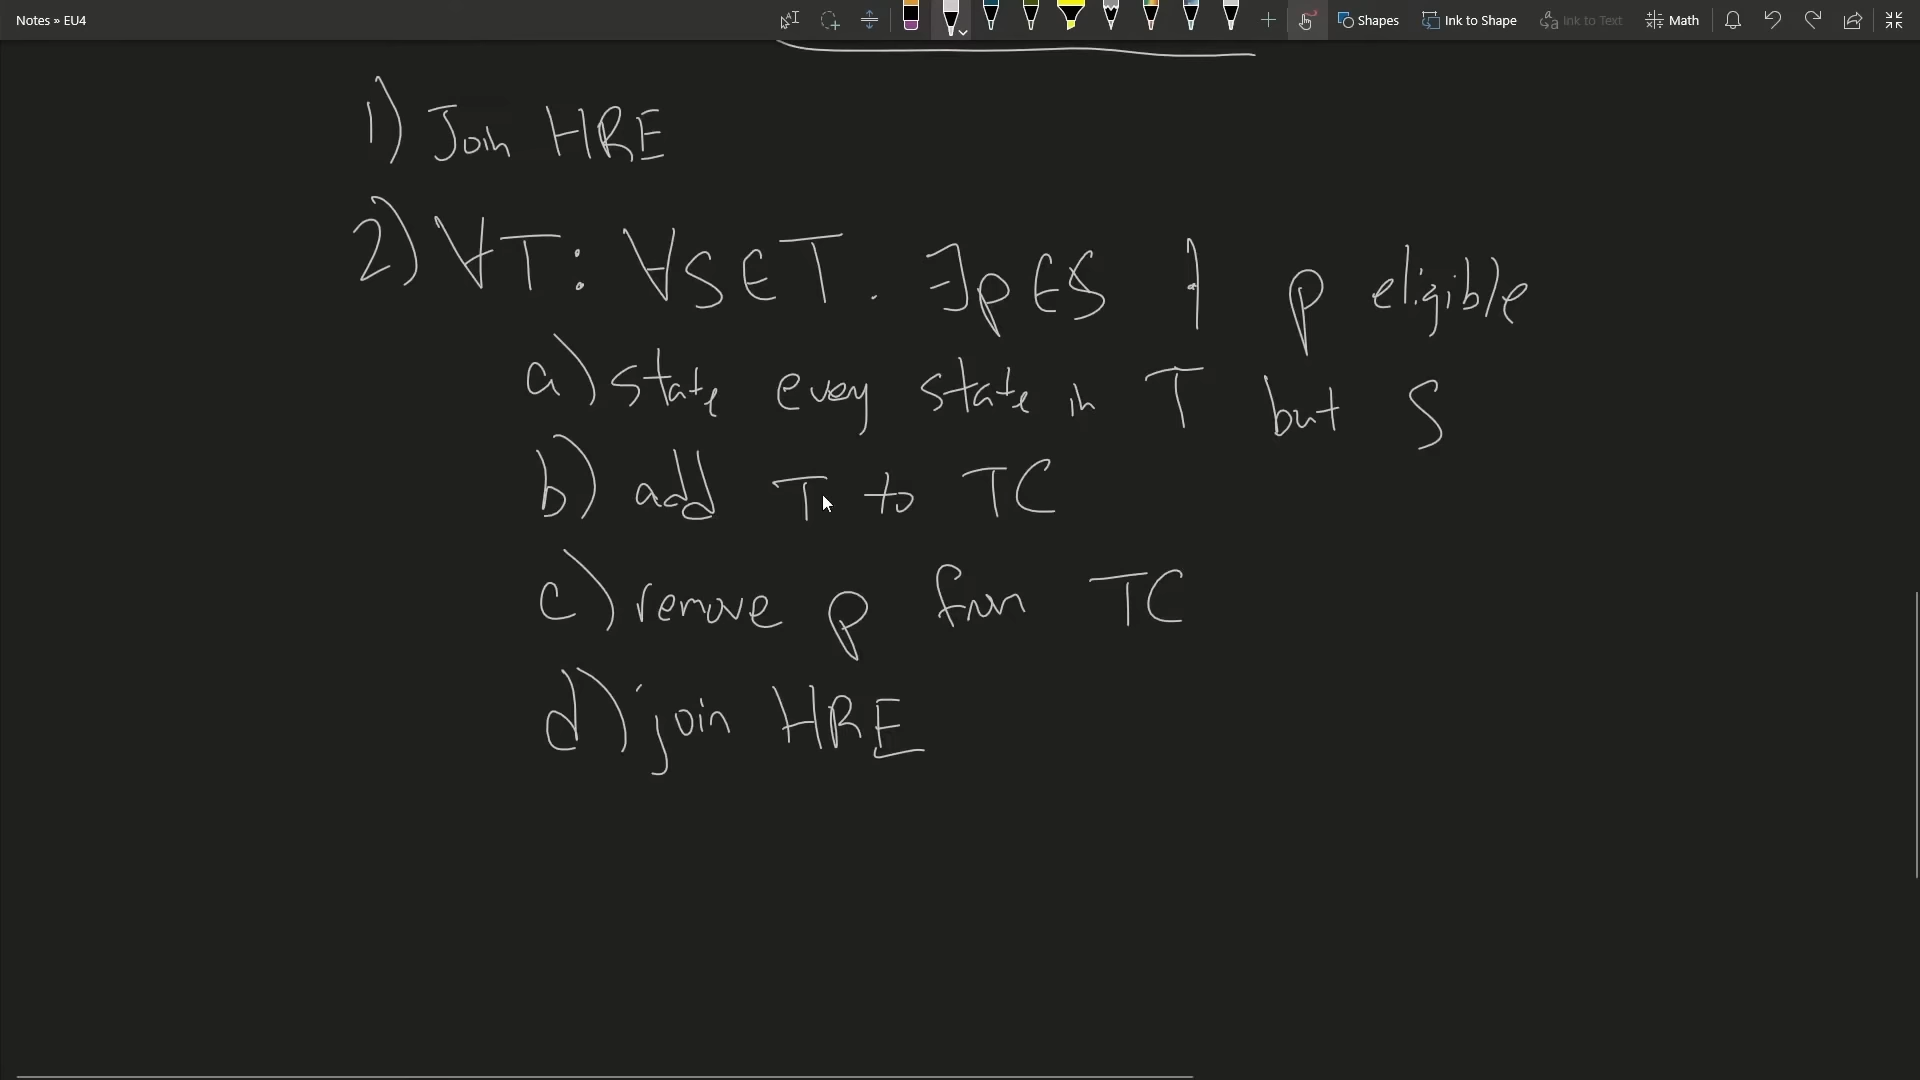 Notes » EU4
Shapes Ink to Shape Ink to Text Math
1) Join HRE
2) ∀T: ∀S∈T. ∃p∈S | p eligible
a) state every state in T but S
b) add T to TC
c) remove p from TC
d) join HRE